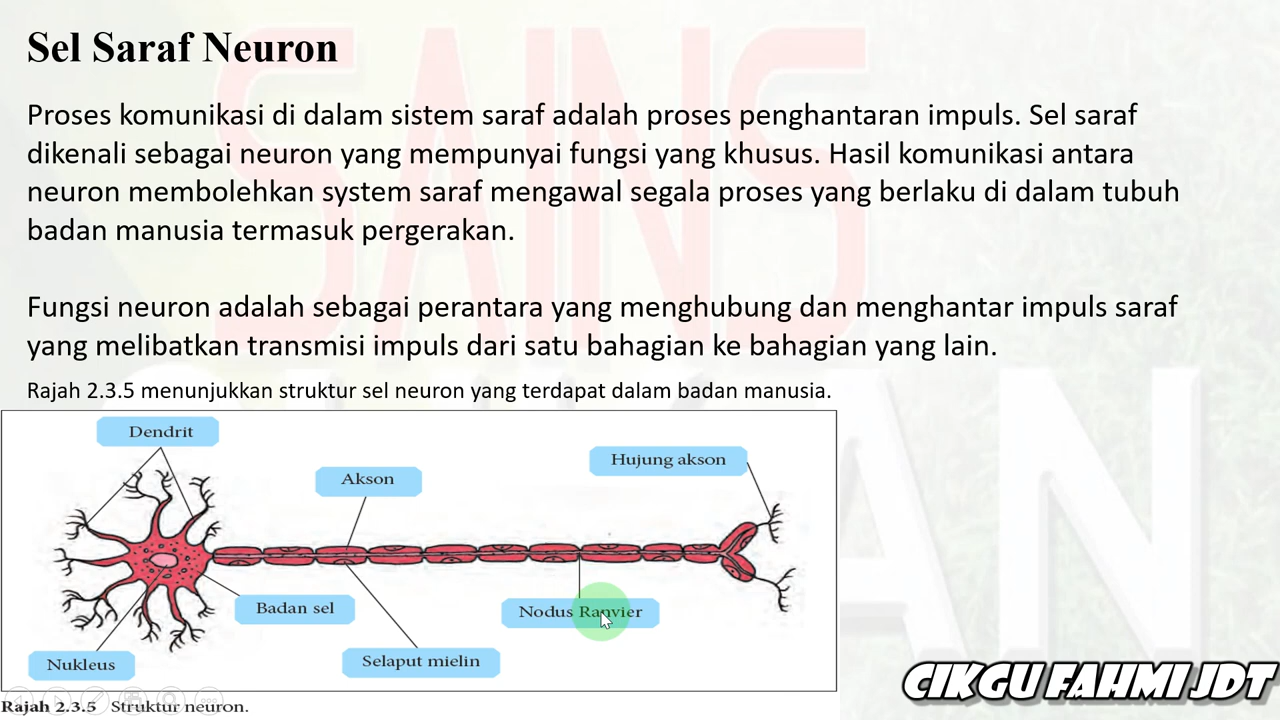 Sel Saraf Neuron
Proses komunikasi di dalam sistem saraf adalah proses penghantaran impuls. Sel saraf
dikenali sebagai neuron yang mempunyai fungsi yang khusus. Hasil komunikasi antara
neuron membolehkan system saraf mengawal segala proses yang berlaku di dalam tubuh
badan manusia termasuk pergerakan.
Fungsi neuron adalah sebagai perantara yang menghubung dan menghantar impuls saraf
yang melibatkan transmisi impuls dari satu bahagian ke bahagian yang lain.
Rajah 2.3.5 menunjukkan struktur sel neuron yang terdapat dalam badan manusia.
Dendrit
Hujung akson
Akson
Badan sel
Nodus Ranvier
Nukleus
Selaput mielin
CIKGU FAHMI JDT
Rajah 2.3.5 Struktur neuron.
SAINS